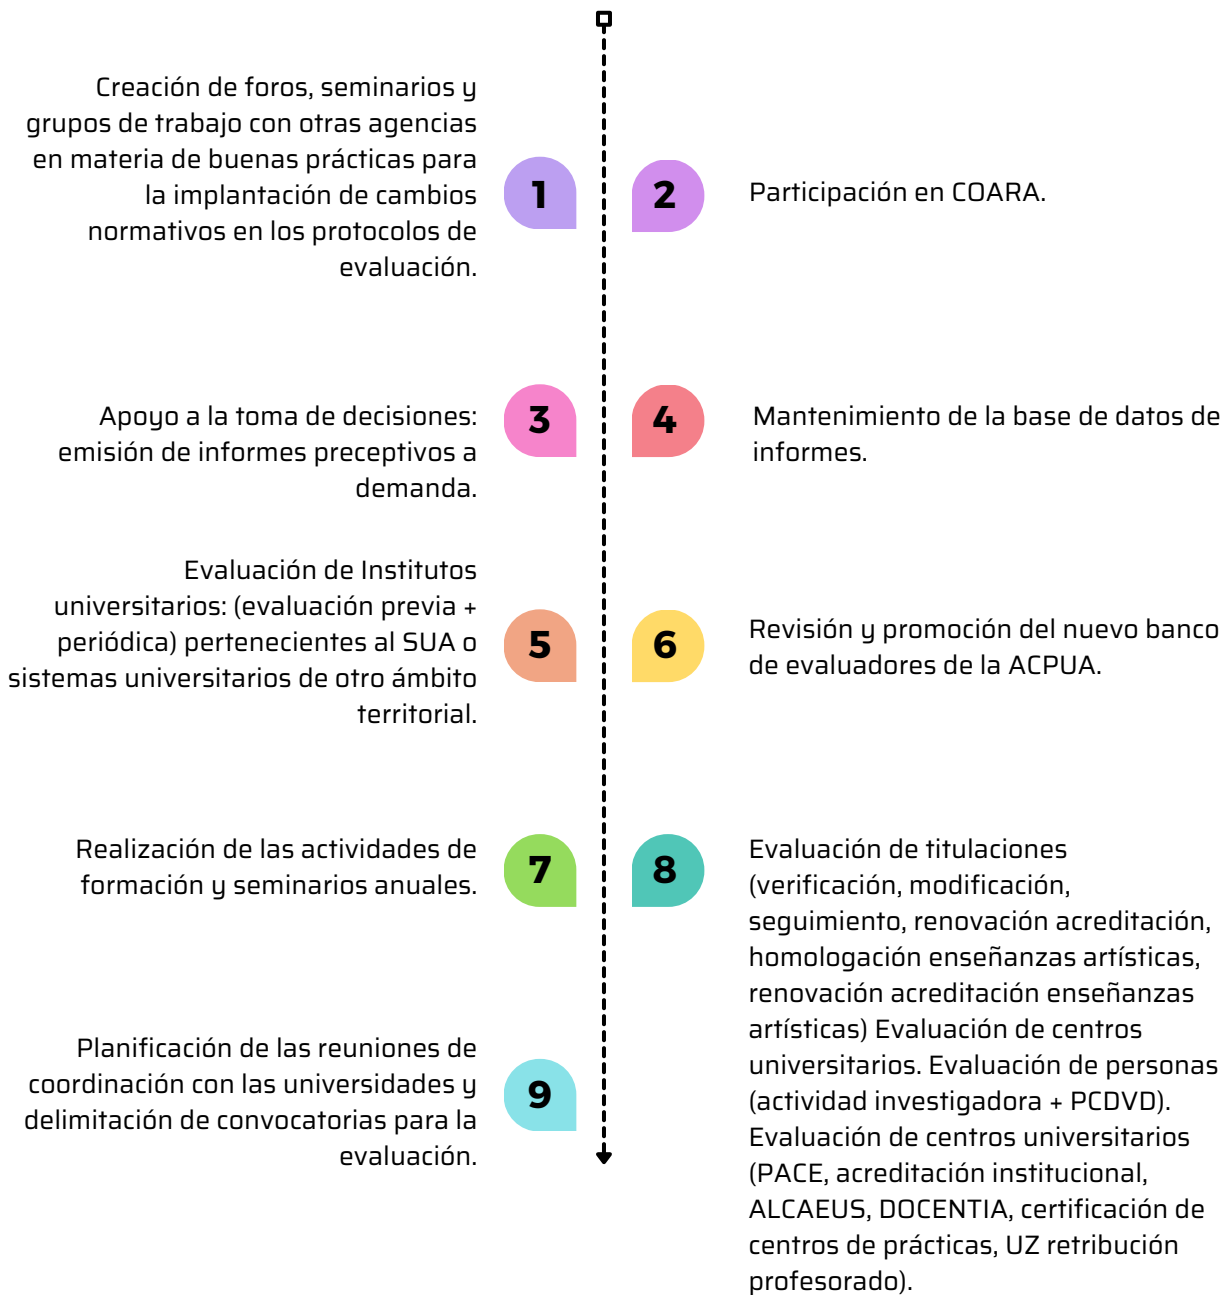 Creación de foros, seminarios y
grupos de trabajo con otras agencias
en materia de buenas prácticas para
la implantación de cambios
normativos en los protocolos de
evaluación.
1
2
Participación en COARA.
Apoyo a la toma de decisiones:
emisión de informes preceptivos a
demanda.
3
4
Mantenimiento de la base de datos de
informes.
Evaluación de Institutos
universitarios: (evaluación previa +
periódica) pertenecientes al SUA o
sistemas universitarios de otro ámbito
territorial.
5
6
Revisión y promoción del nuevo banco
de evaluadores de la ACPUA.
Realización de las actividades de
formación y seminarios anuales.
7
8
Evaluación de titulaciones
(verificación, modificación,
seguimiento, renovación acreditación,
homologación enseñanzas artísticas,
renovación acreditación enseñanzas
artísticas) Evaluación de centros
universitarios. Evaluación de personas
(actividad investigadora + PCDVD).
Evaluación de centros universitarios
(PACE, acreditación institucional,
ALCAEUS, DOCENTIA, certificación de
centros de prácticas, UZ retribución
profesorado).
Planificación de las reuniones de
coordinación con las universidades y
delimitación de convocatorias para la
evaluación.
9